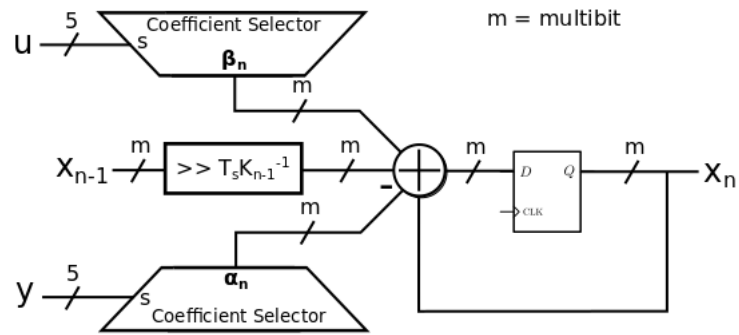 5
Coefficient Selector
m = multibit
u
s
βn
m
m
m
m
m
xn-1
>> TsKn-1-1
D Q
xn
-
CLK
m
5
αn
y
s
Coefficient Selector